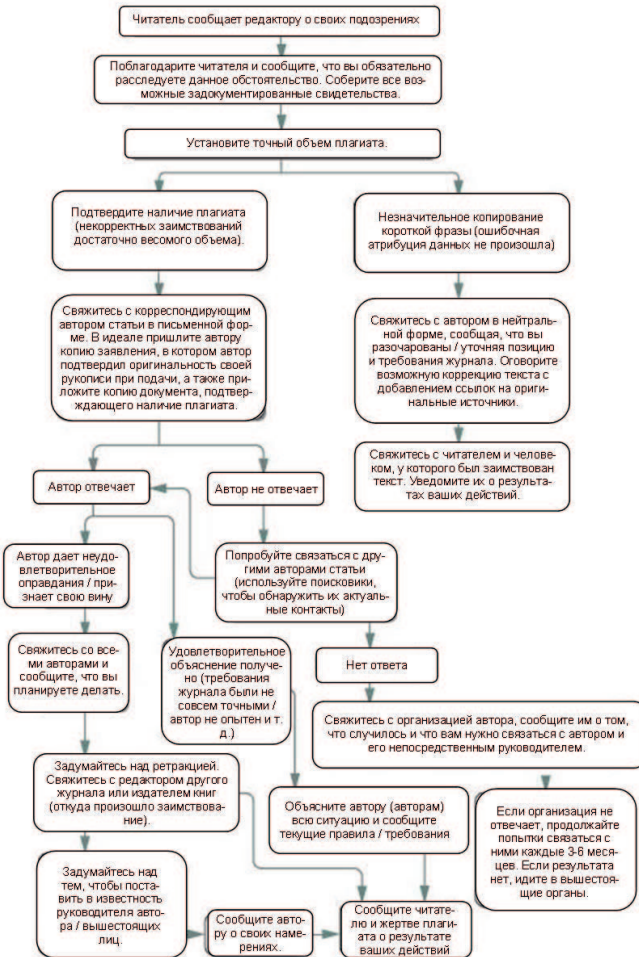 Читатель сообщает редактору о своих подозрениях
Поблагодарите читателя и сообщите, что вы обязательно
расследуете данное обстоятельство. Соберите все воз-
можные задокументированные свидетельства.
Установите точный объем плагиата.
Подтвердите наличие плагиата
(некорректных заимствований
достаточно весомого объема).
Незначительное копирование
короткой фразы (ошибочная
атрибуция данных не произошла)
Свяжитесь с корреспондирующим
автором статьи в письменной фор-
ме. В идеале пришлите автору
копию заявления, в котором автор
подтвердил оригинальность своей
рукописи при подачи, а также при-
ложите копию документа, подтвер-
ждающего наличие плагиата.
Свяжитесь с автором в нейтраль-
ной форме, сообщая, что вы
разочарованы / уточняя позицию
и требования журнала. Оговорите
возможную коррекцию текста с
добавлением ссылок на ориги-
нальные источники.
Свяжитесь с читателем и челове-
ком, у которого был заимствован
текст. Уведомите их о результа-
тах ваших действий.
Автор отвечает
Автор не отвечает
Автор дает неудо-
влетворительное
оправдания / при-
знает свою вину
Попробуйте связаться с дру-
гими авторами статьи
(используйте поисковики,
чтобы обнаружить их актуаль-
ные контакты)
Свяжитесь со все-
ми авторами и
сообщите, что вы
планируете делать.
Удовлетворительное
объяснение получе-
но (требования
журнала были не
совсем точными /
автор не опытен и т.
д.)
Нет ответа
Свяжитесь с организацией автора, сообщите им о том,
что случилось и что вам нужно связаться с автором и
его непосредственным руководителем.
Задумайтесь над ретракцией.
Свяжитесь с редактором другого
журнала или издателем книг
(откуда произошло заимствова-
ние).
Объясните автору (авторам)
всю ситуацию и сообщите
текущие правила / требования
Если организация не
отвечает, продолжайте
попытки связаться с
ними каждые 3-6 меся-
цев. Если результата
нет, идите в вышестоя-
щие органы.
Задумайтесь над
тем, чтобы поста-
вить в известность
руководителя авто-
ра / вышестоящих
лиц.
Сообщите авто-
ру о своих наме-
рениях.
Сообщите читате-
лю и жертве плаги-
ата о результате
ваших действий